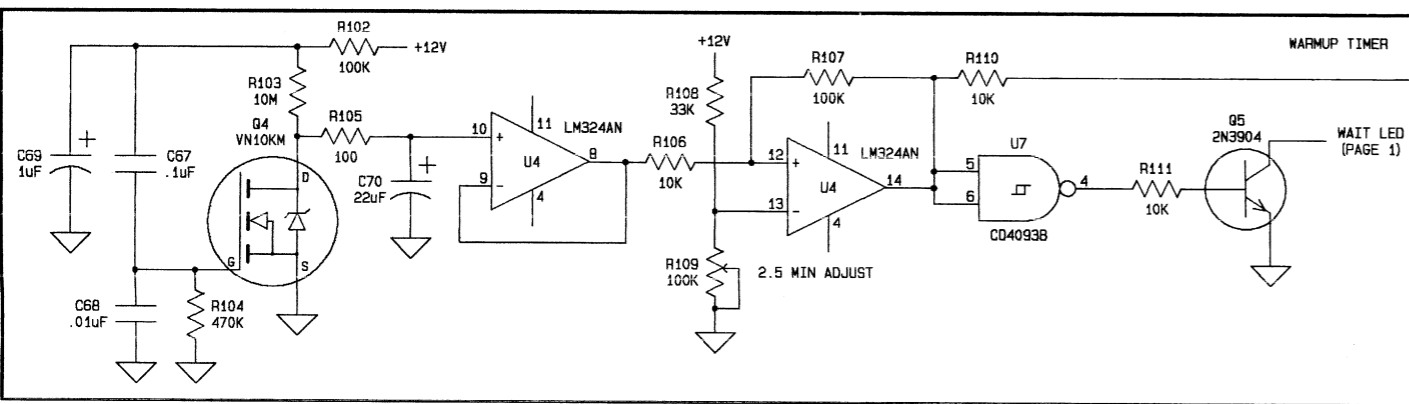 R102
100K
+12V
R103
10M
Q4
VN10KM
R105
100
C69
1uF
+
C67
.1uF
D
G
S
C68
.01uF
R104
470K
+
C70
22uF
10
+
9
-
11
LM324AN
U4
8
4
R106
10K
+12V
R108
33K
R107
100K
12
+
13
-
11
LM324AN
U4
14
4
R109
100K
2.5 MIN ADJUST
R110
10K
WARMUP TIMER
U7
5
6
4
CD4093B
R111
10K
Q5
2N3904
WAIT LED
(PAGE 1)